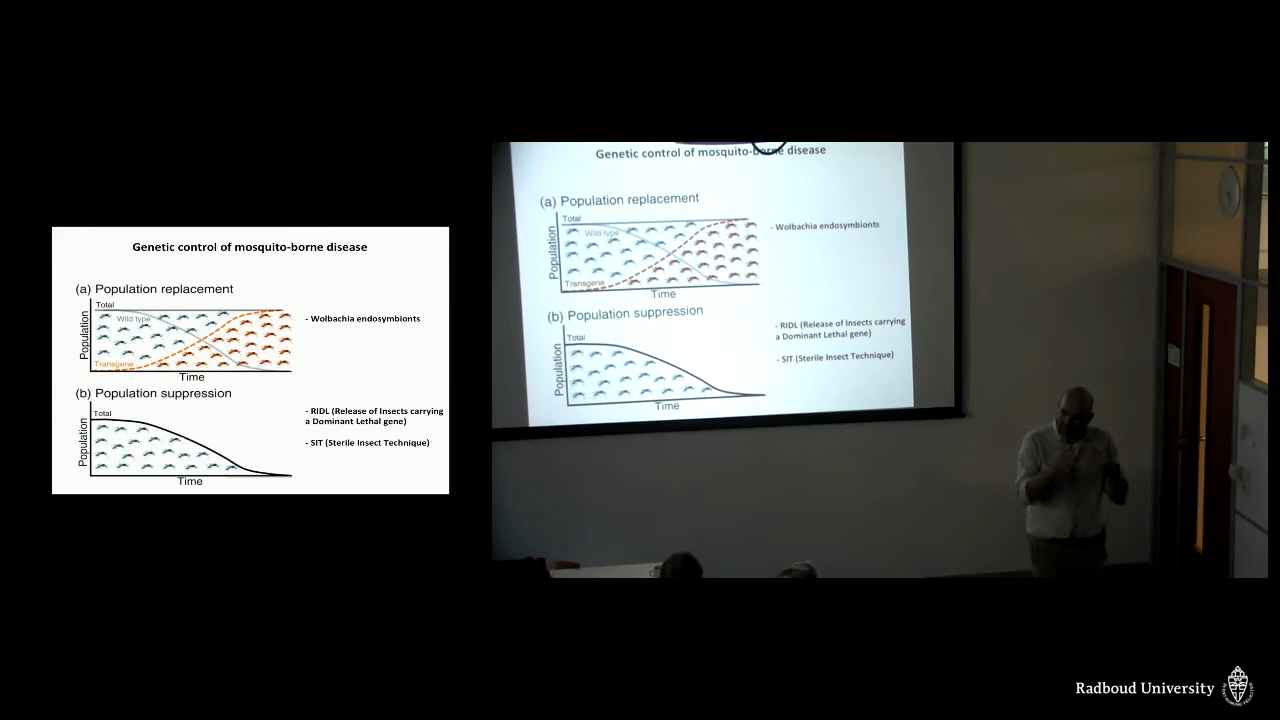 Genetic control of mosquito-borne disease
(a) Population replacement
Total
Wild type
Transgene
Population
Time
- Wolbachia endosymbionts
(b) Population suppression
Total
Population
Time
- RIDL (Release of Insects carrying
a Dominant Lethal gene)
- SIT (Sterile Insect Technique)
Genetic control of mosquito-borne disease
(a) Population replacement
Total
Wild type
Transgene
Population
Time
- Wolbachia endosymbionts
(b) Population suppression
Total
Population
Time
- RIDL (Release of Insects carrying
a Dominant Lethal gene)
- SIT (Sterile Insect Technique)
Radboud University